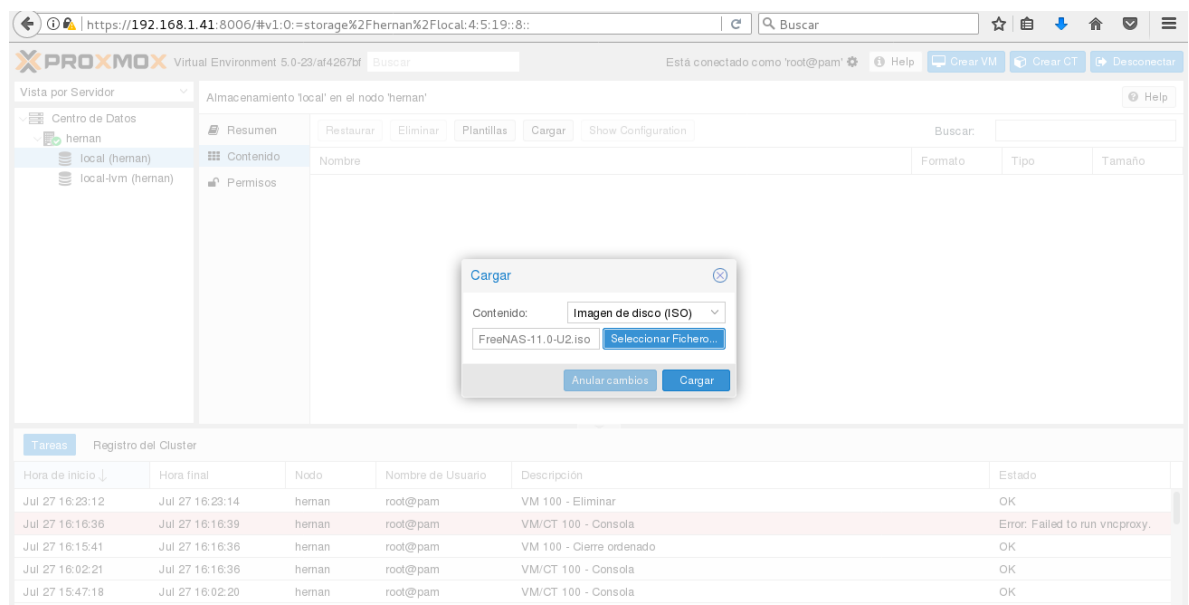 https://192.168.1.41:8006/#v1:0:=storage%2Fhernan%2Flocal:4:5:19::8::
Buscar
PROXMOX Virtual Environment 5.0-23/af4267bf Buscar Está conectado como 'root@pam' Help Crear VM Crear CT Desconectar
Vista por Servidor
Almacenamiento 'local' en el nodo 'hernan' Help
Centro de Datos
hernan
local (hernan)
local-lvm (hernan)
Resumen
Contenido
Permisos
Restaurar Eliminar Plantillas Cargar Show Configuration Buscar:
Nombre Formato Tipo Tamaño
Cargar
Contenido: Imagen de disco (ISO)
FreeNAS-11.0-U2.iso Seleccionar Fichero...
Anular cambios Cargar
Tareas Registro del Cluster
Hora de inicio Hora final Nodo Nombre de Usuario Descripción Estado
Jul 27 16:23:12 Jul 27 16:23:14 hernan root@pam VM 100 - Eliminar OK
Jul 27 16:16:36 Jul 27 16:16:39 hernan root@pam VM/CT 100 - Consola Error: Failed to run vncproxy.
Jul 27 16:15:41 Jul 27 16:16:36 hernan root@pam VM 100 - Cierre ordenado OK
Jul 27 16:02:21 Jul 27 16:16:36 hernan root@pam VM/CT 100 - Consola OK
Jul 27 15:47:18 Jul 27 16:02:20 hernan root@pam VM/CT 100 - Consola OK